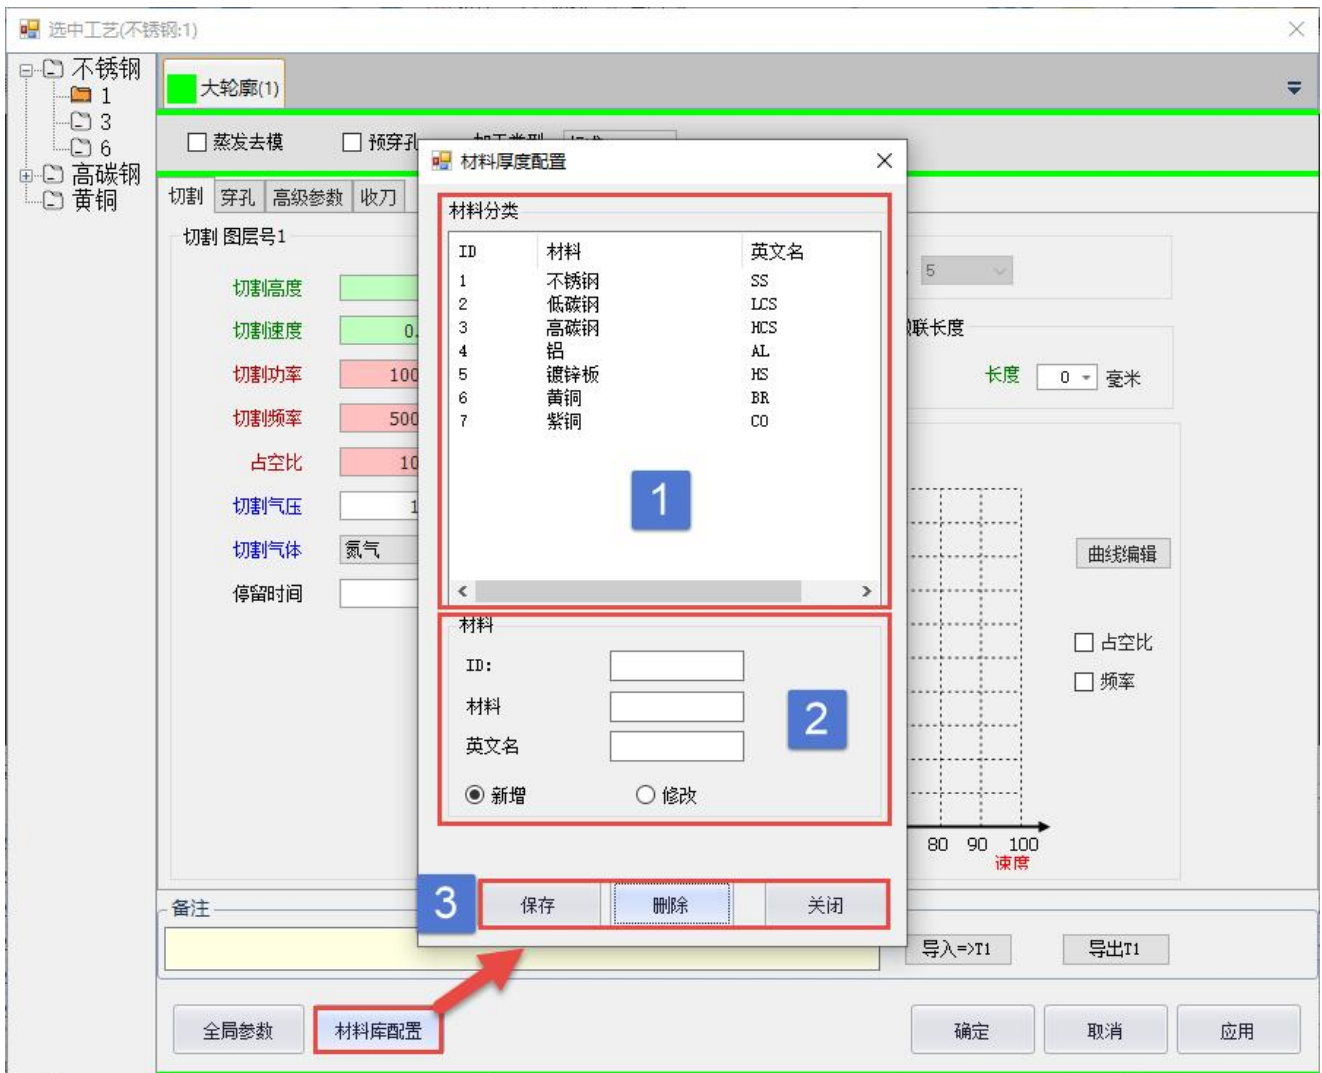 选中工艺(不锈钢:1)
不锈钢
1
3
6
高碳钢
黄铜
大轮廓(1)
蒸发去模
预穿孔
加工类型
切割
穿孔
高级参数
收刀
切割 图层号1
切割高度
切割速度
0.
切割功率
100
切割频率
500
占空比
10
切割气压
1
切割气体
氮气
停留时间
材料厚度配置
材料分类
ID 材料 英文名
1 不锈钢 SS
2 低碳钢 LCS
3 高碳钢 HCS
4 铝 AL
5 镀锌板 HS
6 黄铜 BR
7 紫铜 CO
1
材料
ID:
材料
英文名
2
新增
修改
3
保存
删除
关闭
5
联长度
长度
0
毫米
曲线编辑
占空比
频率
80 90 100
速度
备注
导入=>T1
导出T1
全局参数
材料库配置
确定
取消
应用